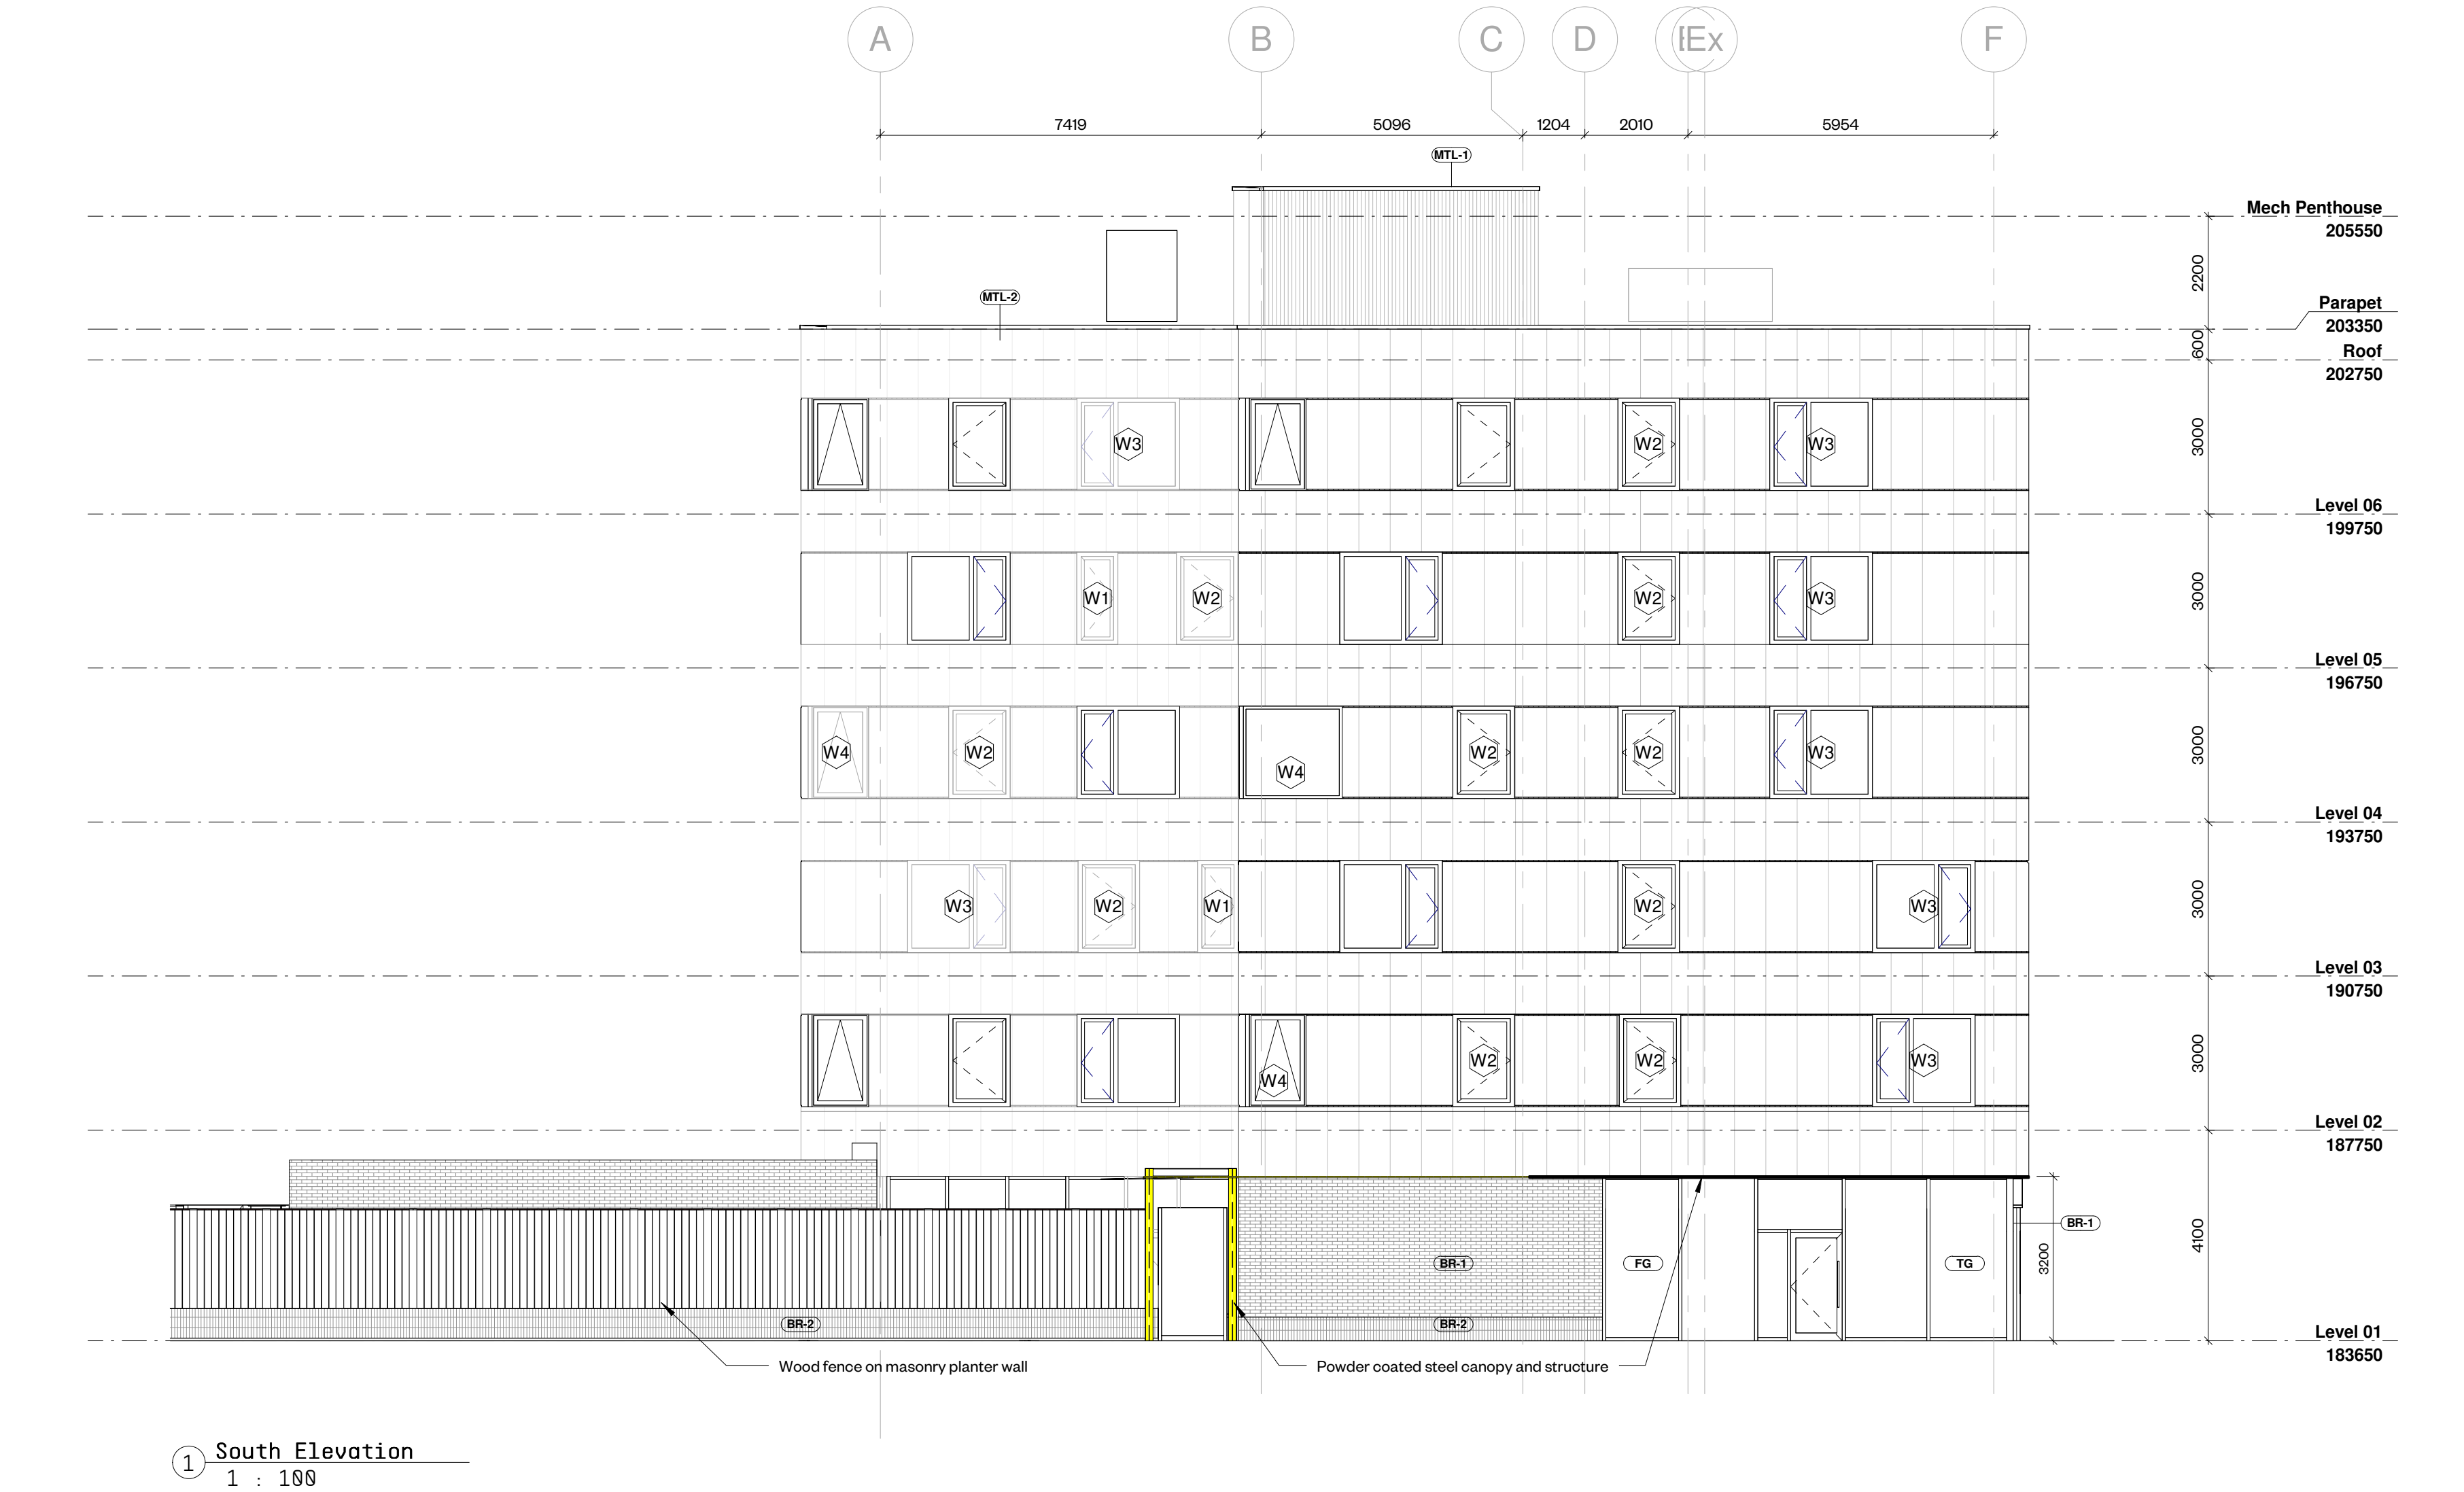 A B C D Ex F
7419 5096 1204 2010 5954
MTL-1
Mech Penthouse
205550
2200
MTL-2
Parapet
203350
600
Roof
202750
W3 W2 W3
3000
Level 06
199750
W1 W2 W2 W3
3000
Level 05
196750
W4 W2 W4 W2 W2 W3
3000
Level 04
193750
W3 W2 W1 W2 W3
3000
Level 03
190750
W4 W2 W2 W3
3000
Level 02
187750
BR-1
4100
3200
BR-1 FG TG
BR-2 BR-2
Level 01
183650
Wood fence on masonry planter wall
Powder coated steel canopy and structure
1 South Elevation
1 : 100